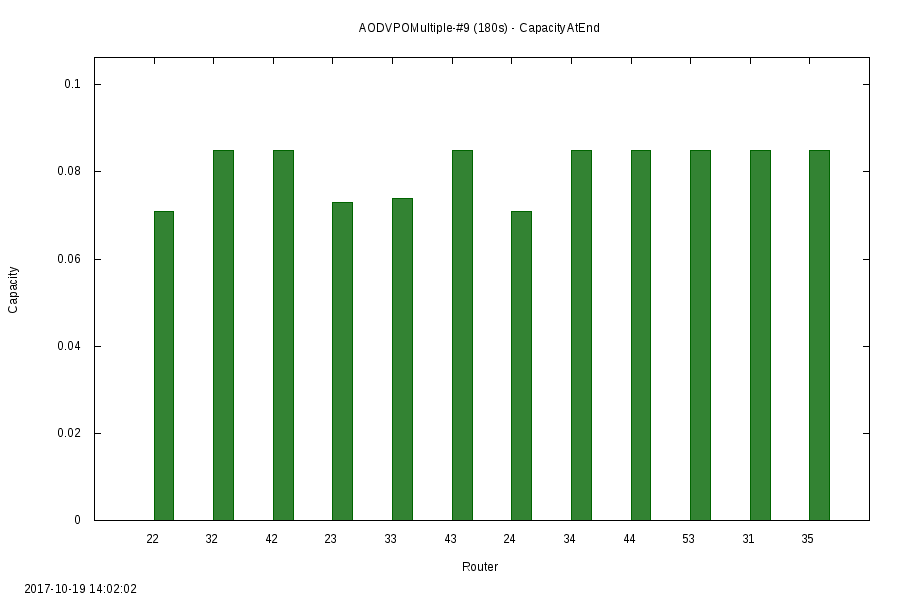 AODVPOMultiple-#9 (180s) - CapacityAtEnd
0.1
0.08
0.06
0.04
0.02
0
Capacity
22 32 42 23 33 43 24 34 44 53 31 35
Router
2017-10-19 14:02:02